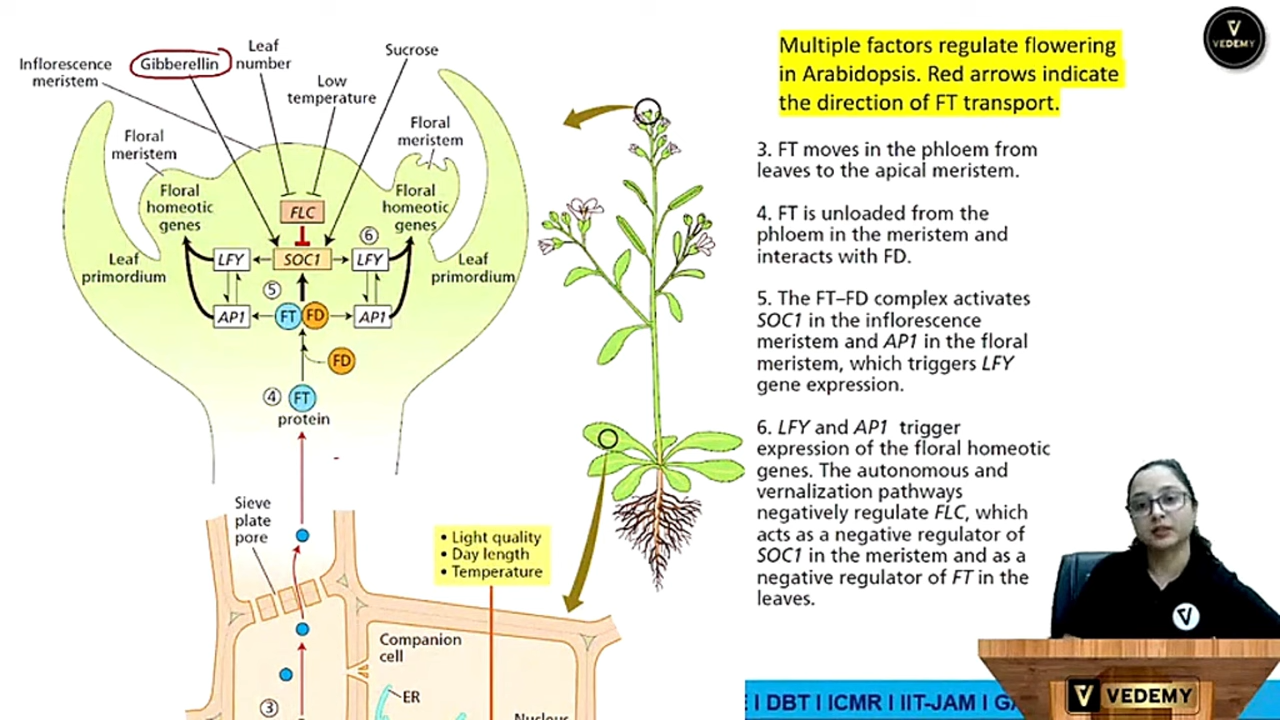 Inflorescence
meristem
Gibberellin
Leaf
number
Low
temperature
Sucrose
Floral
meristem
Floral
meristem
Floral
homeotic
genes
Floral
homeotic
genes
Leaf
primordium
Leaf
primordium
FLC
⑥
LFY
SOC1
LFY
⑤
AP1
FT
FD
AP1
FD
④
FT
protein
Sieve
plate
pore
• Light quality
• Day length
• Temperature
Companion
cell
ER
③
Nucleus
Multiple factors regulate flowering
in Arabidopsis. Red arrows indicate
the direction of FT transport.
3. FT moves in the phloem from
leaves to the apical meristem.
4. FT is unloaded from the
phloem in the meristem and
interacts with FD.
5. The FT–FD complex activates
SOC1 in the inflorescence
meristem and AP1 in the floral
meristem, which triggers LFY
gene expression.
6. LFY and AP1 trigger
expression of the floral homeotic
genes. The autonomous and
vernalization pathways
negatively regulate FLC, which
acts as a negative regulator of
SOC1 in the meristem and as a
negative regulator of FT in the
leaves.
VEDEMY
VEDEMY
I DBT I ICMR I IIT-JAM I